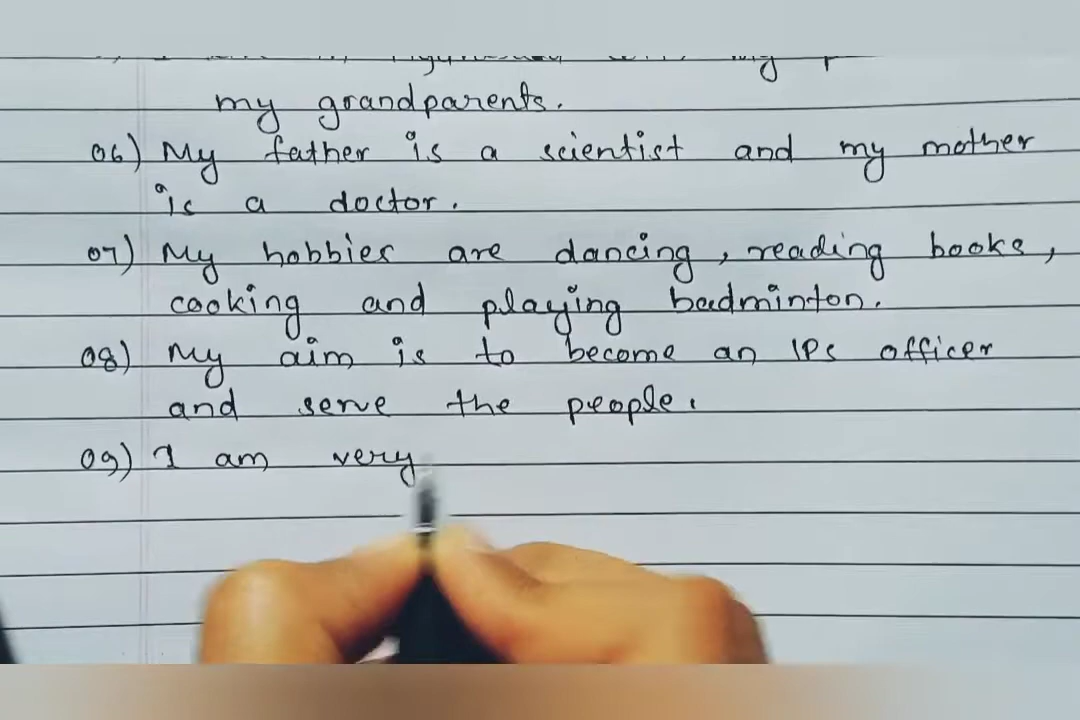 my grandparents.
06) My father is a scientist and my mother
is a doctor.
07) My hobbies are dancing, reading books,
cooking and playing badminton.
08) My aim is to become an IPS officer
and serve the people.
09) I am very